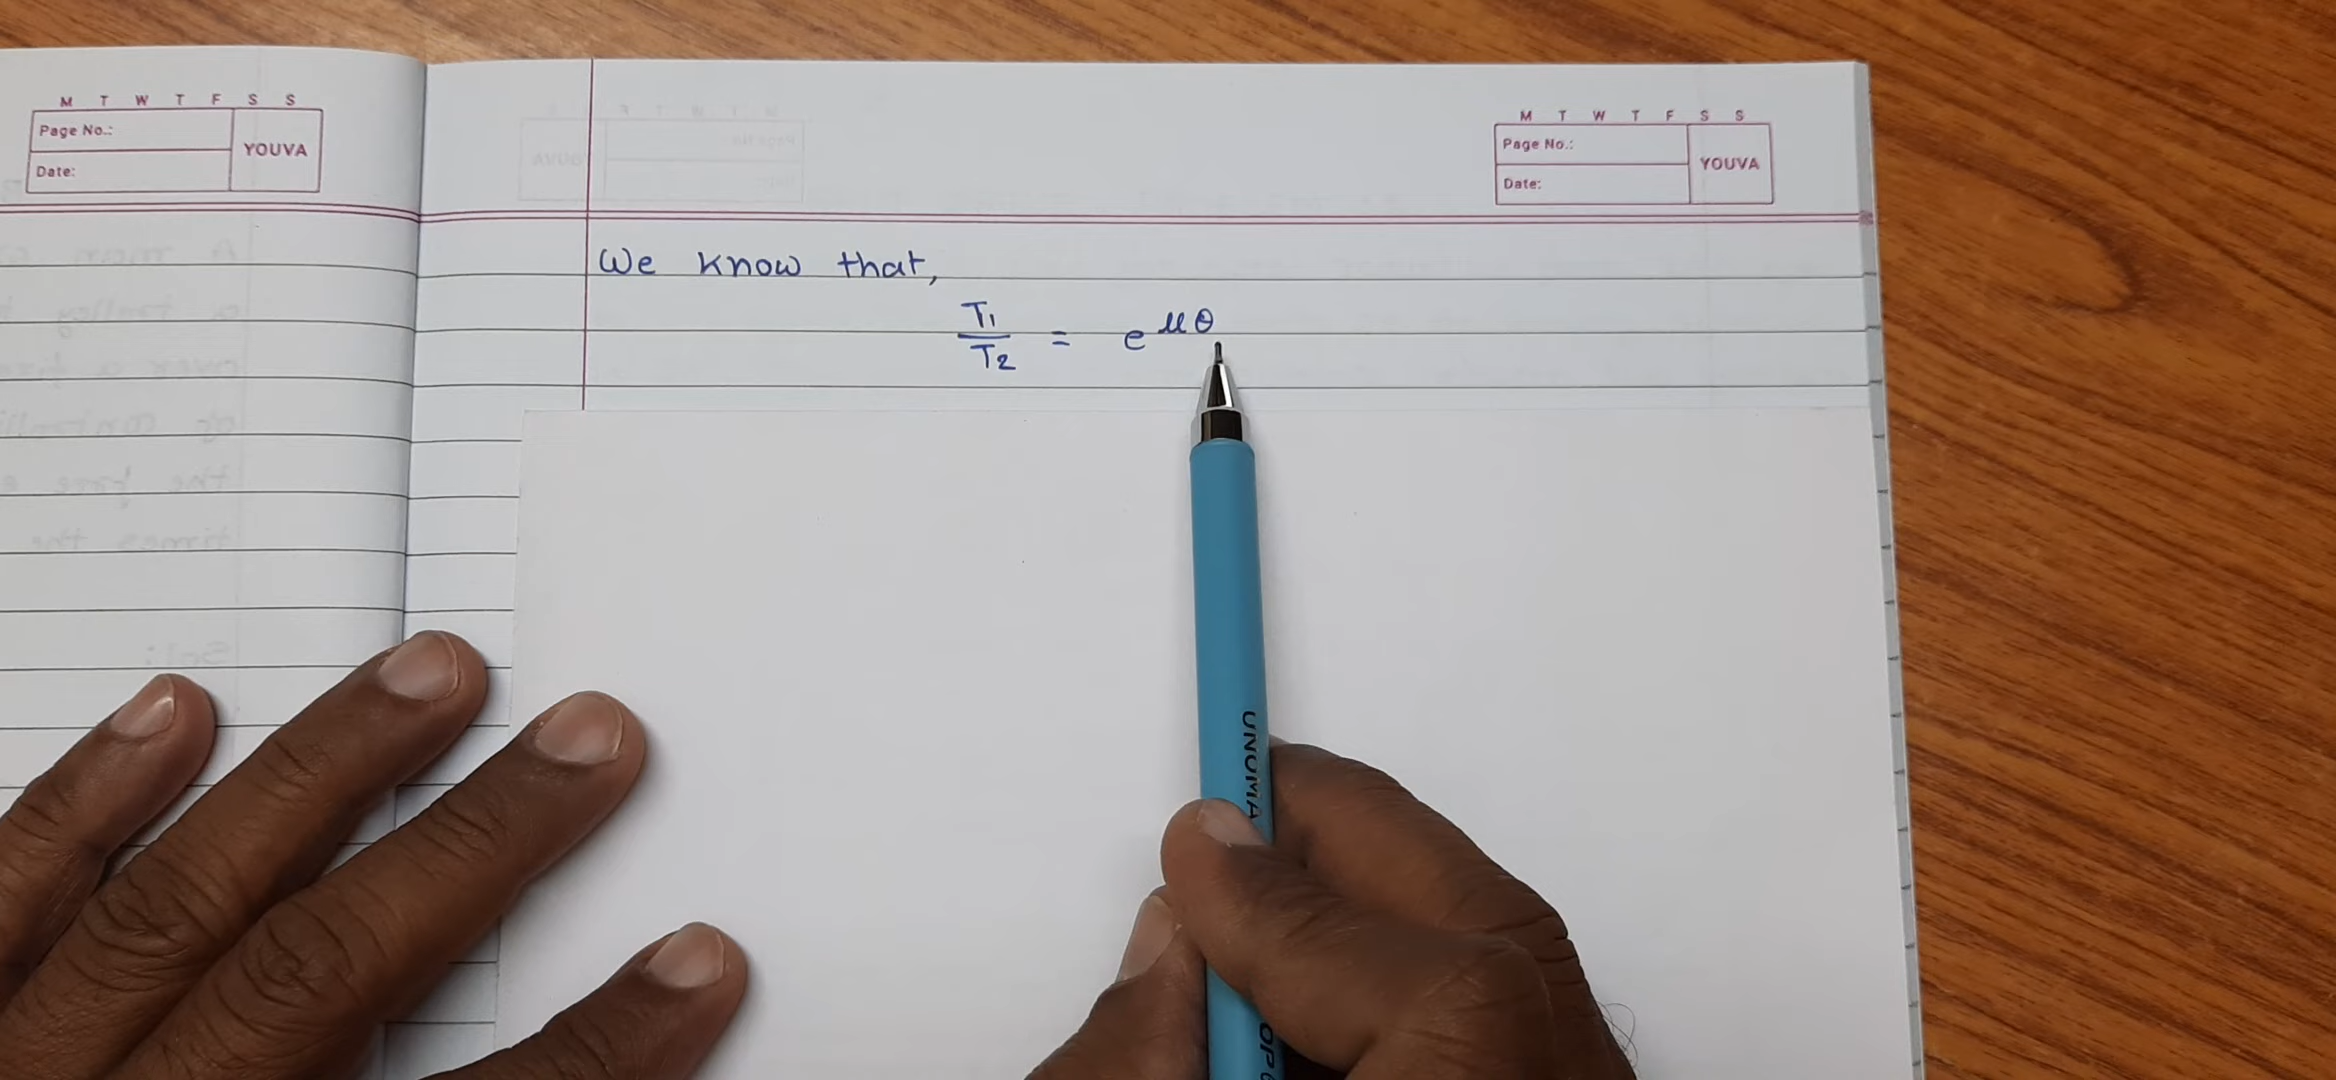 M T W T F S S
Page No.:
YOUVA
Date:
M T W T F S S
Page No.:
YOUVA
Date:
We know that,
T₁
T₂
= e^μθ
UNOMA